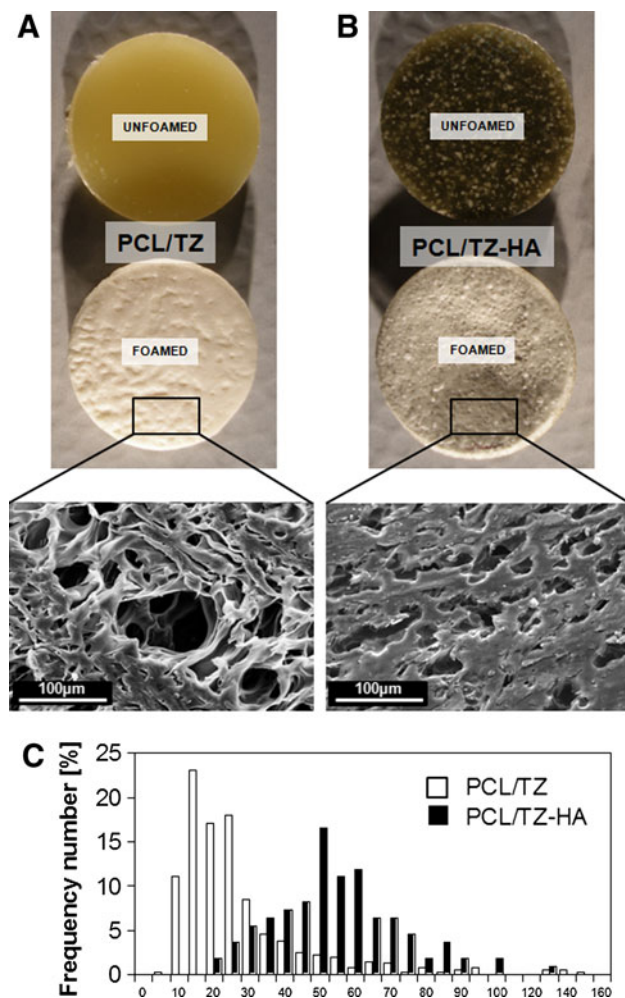 A
B
UNFOAMED
UNFOAMED
PCL/TZ
PCL/TZ-HA
FOAMED
FOAMED
100µm
100µm
C
Frequency number [%]
25
20
15
10
5
0
PCL/TZ
PCL/TZ-HA
0 10 20 30 40 50 60 70 80 90 100 120 140 160